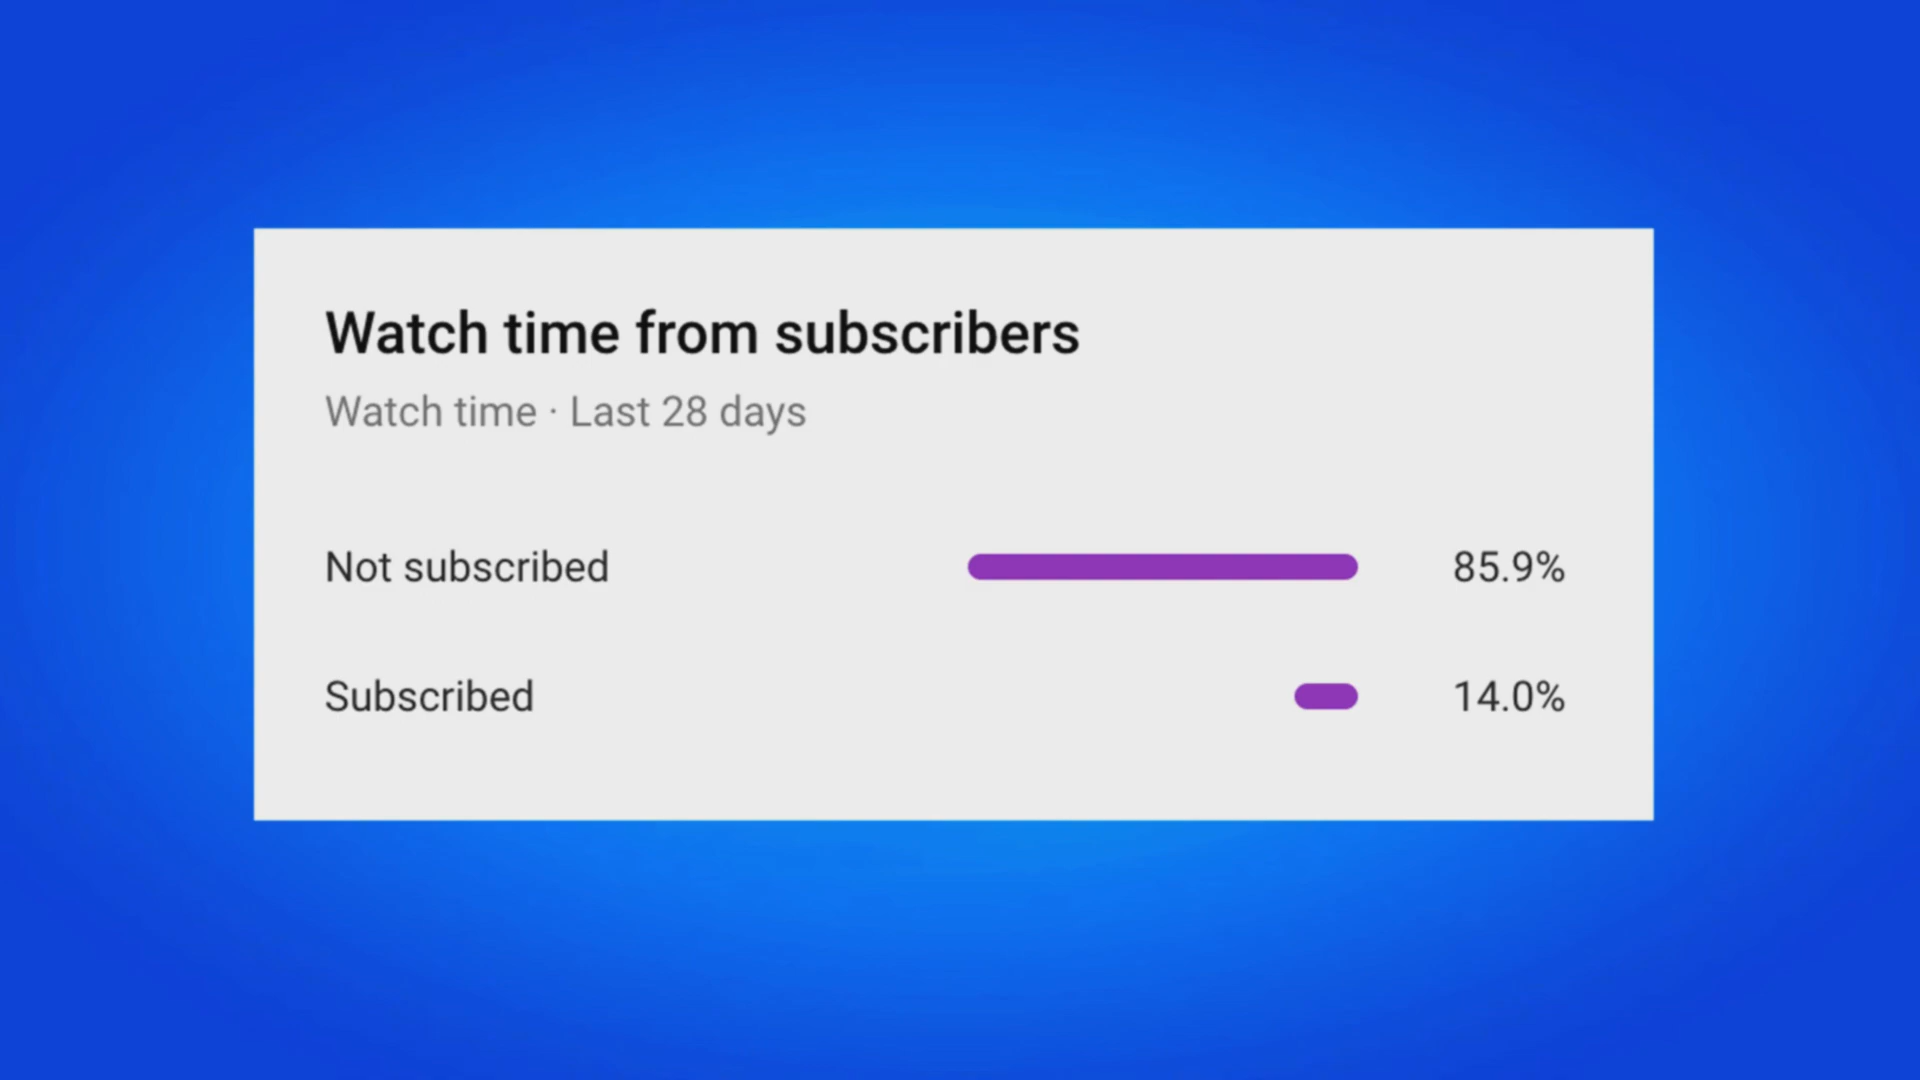 Watch time from subscribers
Watch time · Last 28 days
Not subscribed 85.9%
Subscribed 14.0%